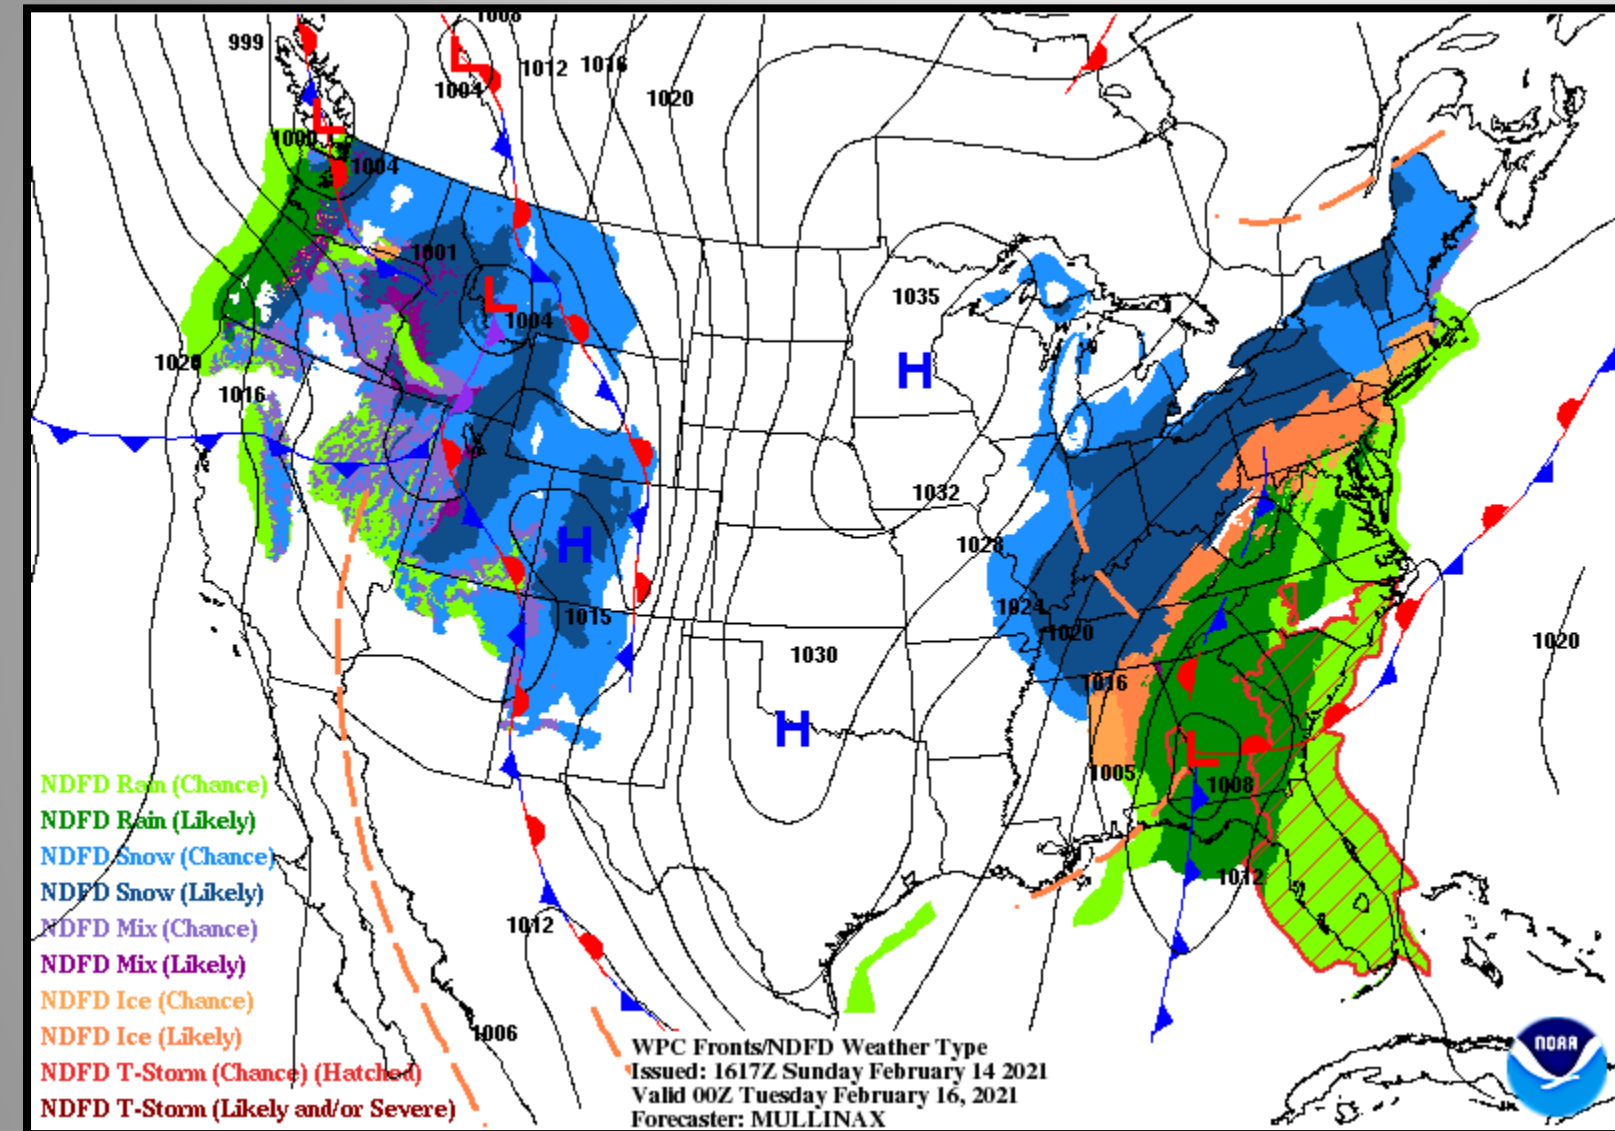 1008
999
1012
1016
1004
1020
1000
1004
1001
1035
1004
1020
1016
1032
1028
1024
1015
1020
1020
1030
1016
1005
1008
1012
1012
1006
L
L
L
H
H
H
L
NDFD Rain (Chance)
NDFD Rain (Likely)
NDFD Snow (Chance)
NDFD Snow (Likely)
NDFD Mix (Chance)
NDFD Mix (Likely)
NDFD Ice (Chance)
NDFD Ice (Likely)
NDFD T-Storm (Chance) (Hatched)
NDFD T-Storm (Likely and/or Severe)
WPC Fronts/NDFD Weather Type
Issued: 1617Z Sunday February 14 2021
Valid 00Z Tuesday February 16, 2021
Forecaster: MULLINAX
NOAA